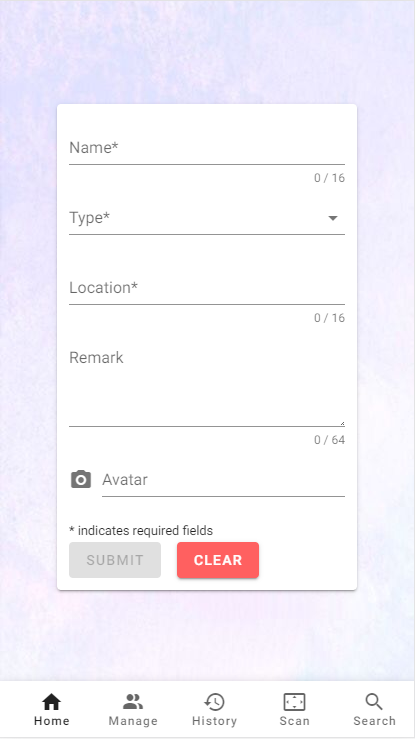 Name*
0 / 16
Type*
Location*
0 / 16
Remark
0 / 64
Avatar
* indicates required fields
SUBMIT CLEAR
Home Manage History Scan Search